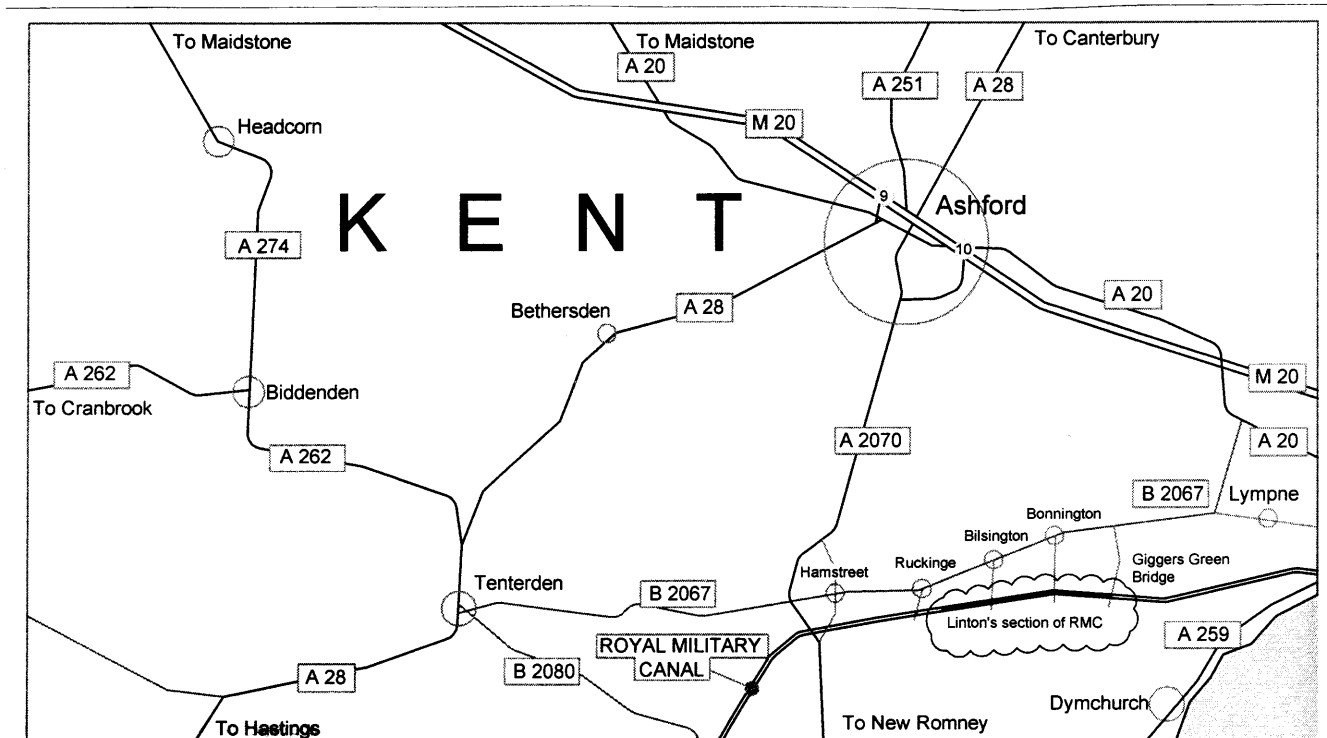 To Maidstone
To Maidstone
To Canterbury
A 20
A 251
A 28
M 20
Headcorn
K E N T
9
Ashford
A 274
10
A 20
Bethersden
A 28
A 262
M 20
To Cranbrook
Biddenden
A 262
A 2070
A 20
B 2067
Lympne
Bonnington
Bilsington
Giggers Green
Bridge
Ruckinge
Hamstreet
Tenterden
B 2067
Linton's section of RMC
A 259
ROYAL MILITARY
CANAL
A 28
B 2080
Dymchurch
To New Romney
To Hastings